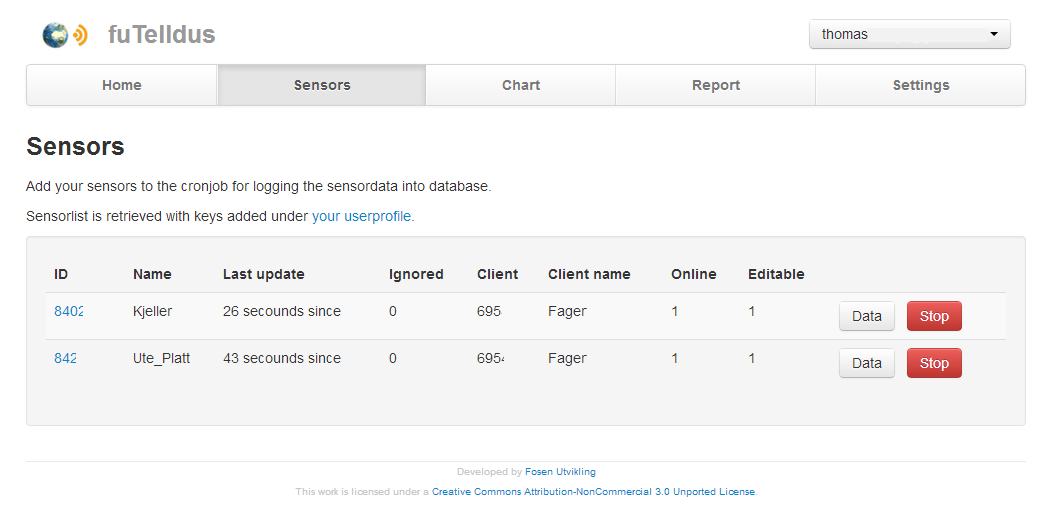 fuTelldus
thomas
Home Sensors Chart Report Settings
Sensors
Add your sensors to the cronjob for logging the sensordata into database.
Sensorlist is retrieved with keys added under your userprofile.
ID Name Last update Ignored Client Client name Online Editable
8402 Kjeller 26 secounds since 0 695 Fager 1 1 Data Stop
842 Ute_Platt 43 secounds since 0 695 Fager 1 1 Data Stop
Developed by Fosen Utvikling
This work is licensed under a Creative Commons Attribution-NonCommercial 3.0 Unported License.